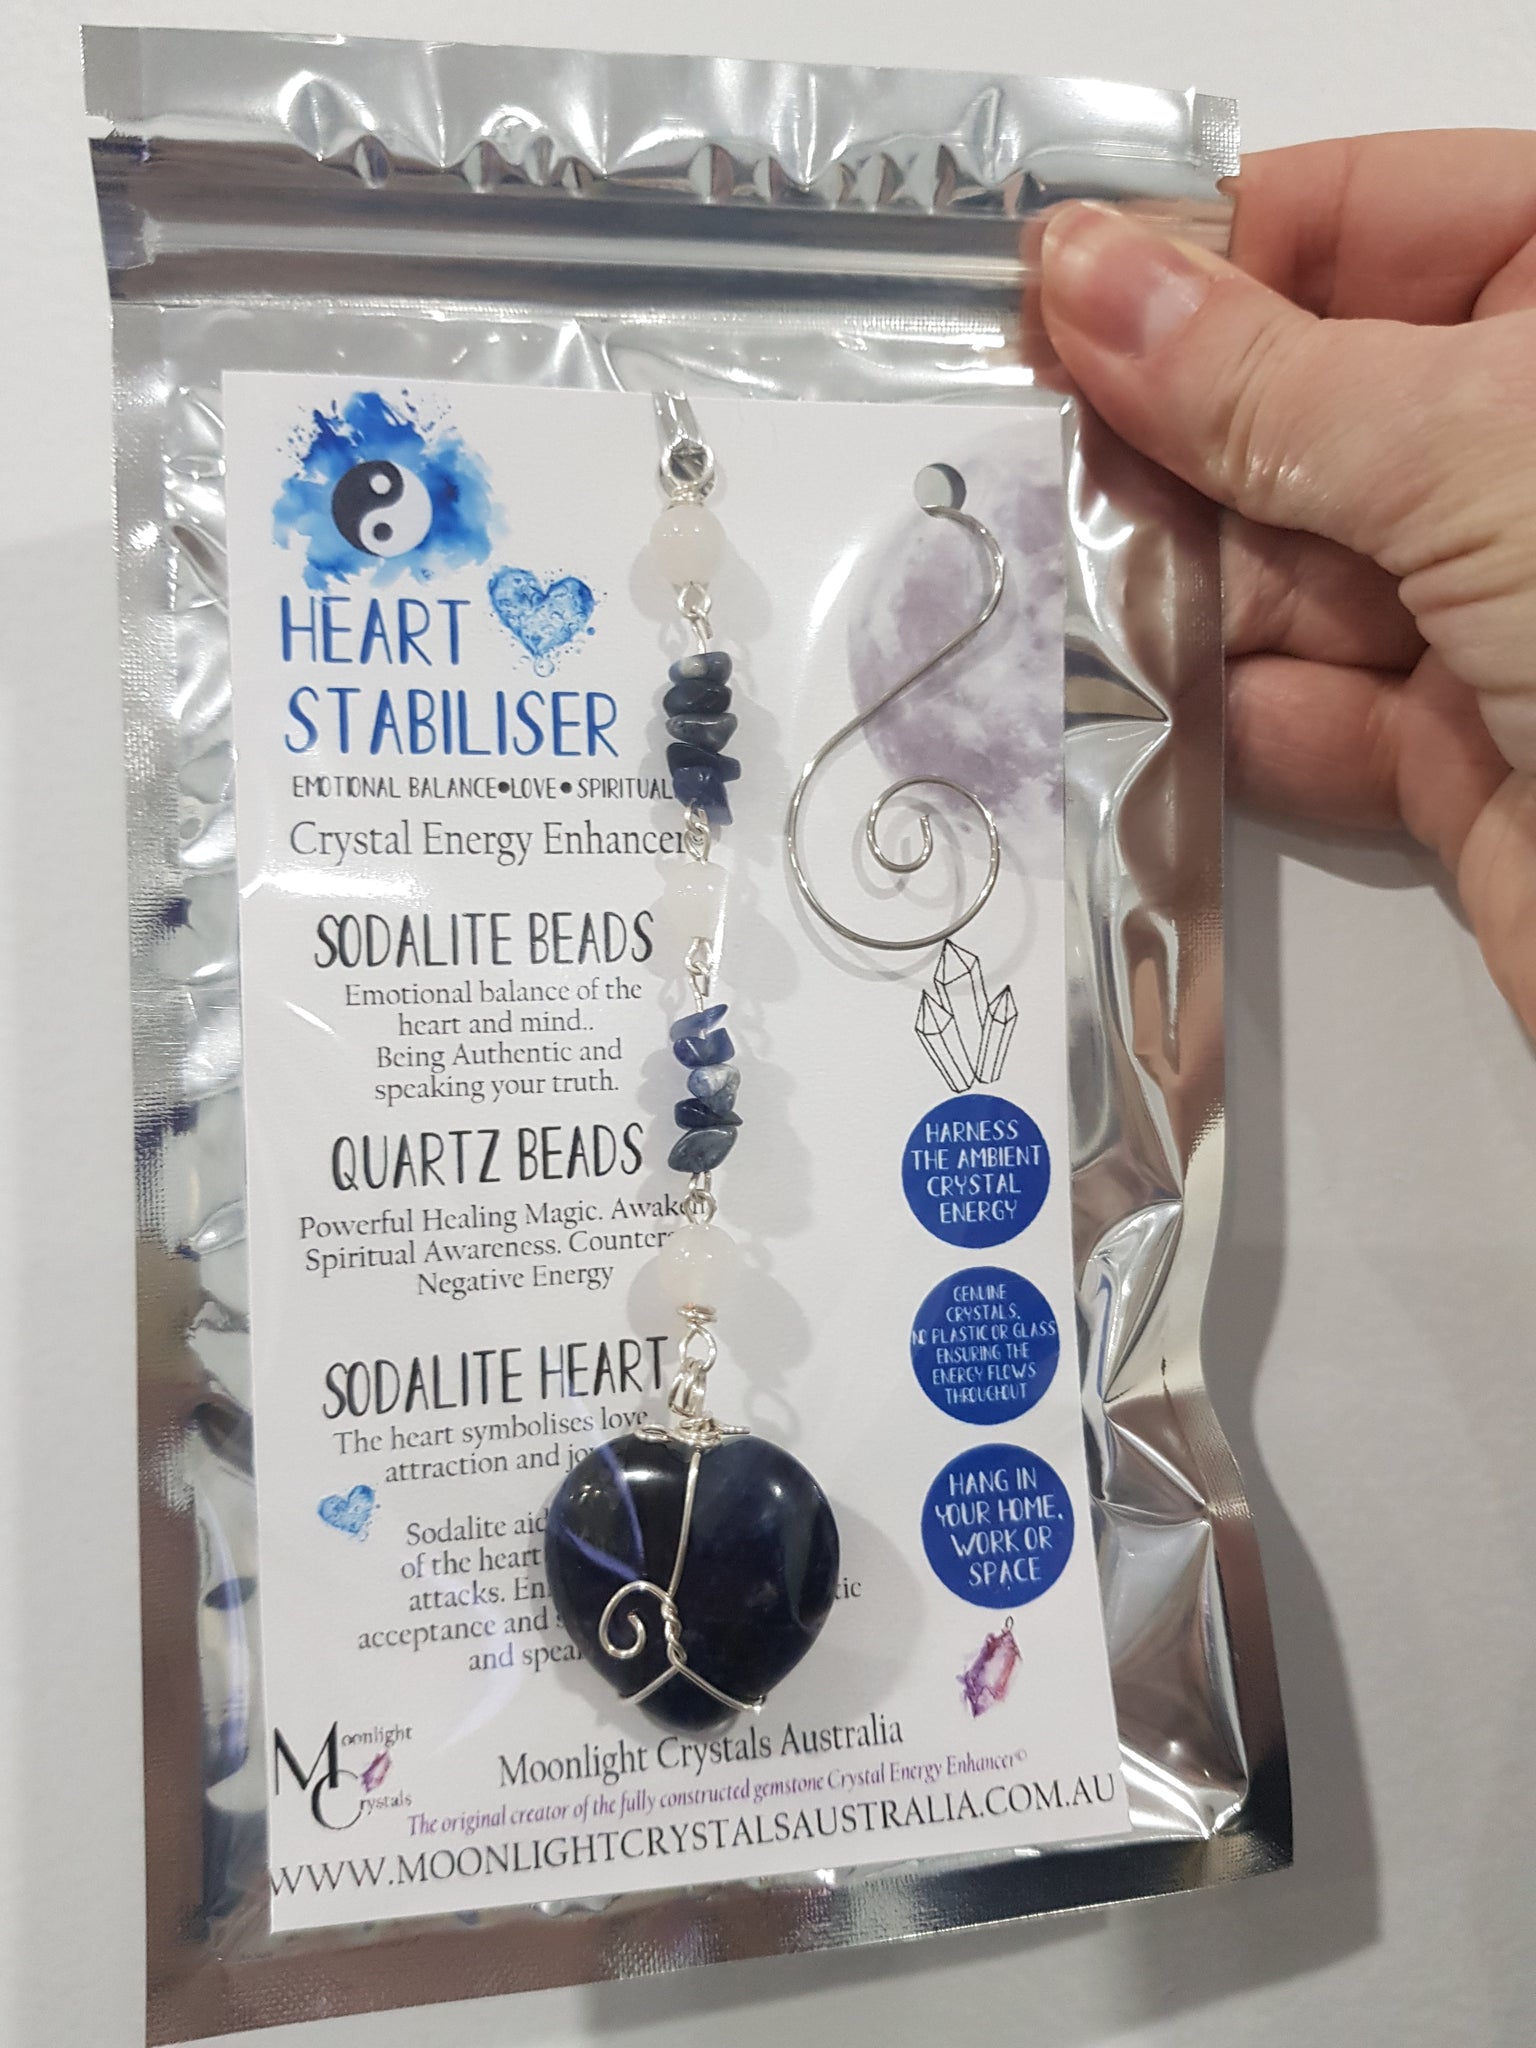 HEART
STABILISER
EMOTIONAL BALANCE•LOVE•SPIRITUAL
Crystal Energy Enhancer
SODALITE BEADS
Emotional balance of the
heart and mind..
Being Authentic and
speaking your truth.
QUARTZ BEADS
Powerful Healing Magic. Awaken
Spiritual Awareness. Counters
Negative Energy
SODALITE HEART
The heart symbolises love
attraction and
Sodalite
of the heart
attacks.
acceptance and
and
HARNESS
THE AMBIENT
CRYSTAL
ENERGY
GENUINE
CRYSTALS.
NO PLASTIC OR GLASS
ENSURING THE
ENERGY FLOWS
THROUGHOUT
HANG IN
YOUR HOME,
WORK OR
SPACE
Moonlight
Crystals
Moonlight Crystals Australia
The original creator of the fully constructed gemstone Crystal Energy Enhancer©
WWW.MOONLIGHTCRYSTALSAUSTRALIA.COM.AU